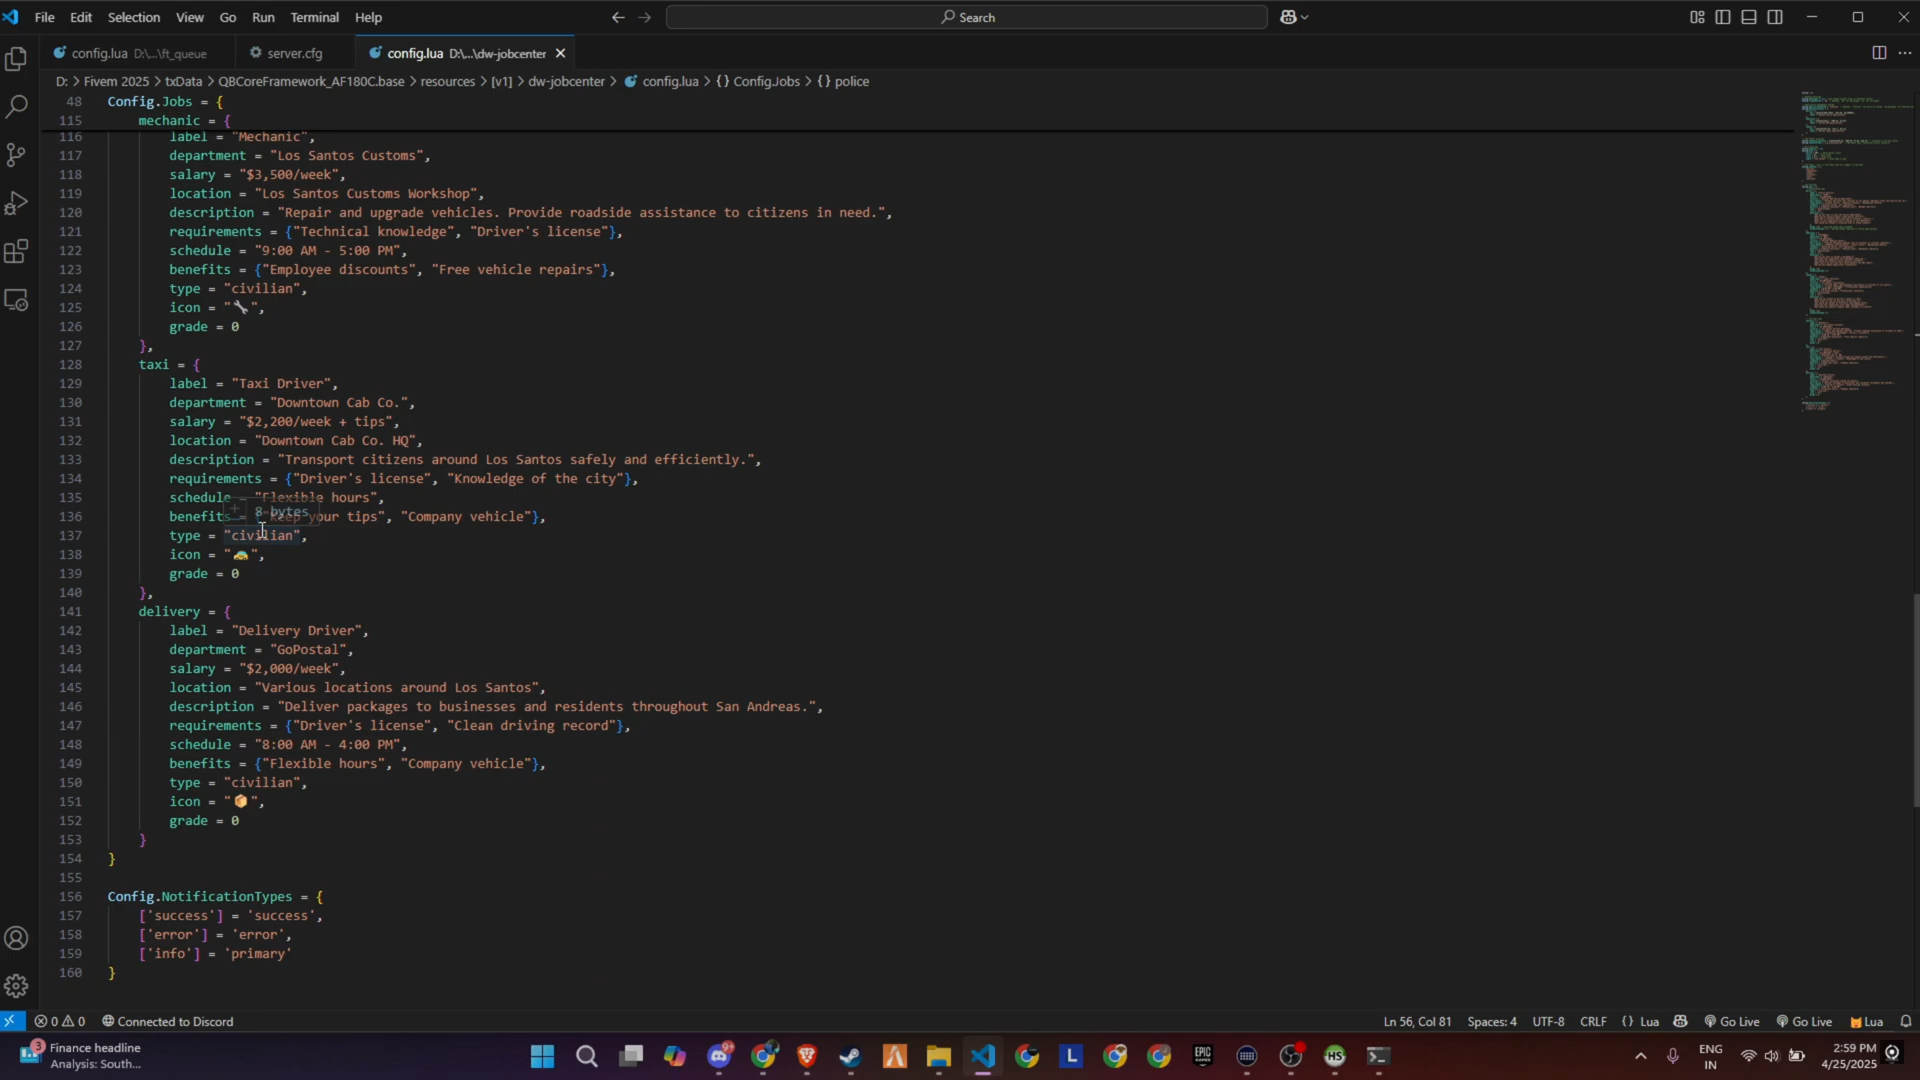 File Edit Selection View Go Run Terminal Help
Search
config.lua D:\...\ft_queue
server.cfg
config.lua D:\...\dw-jobcenter
D: > Fivem 2025 > txData > QBCoreFramework_AF180C.base > resources > [v1] > dw-jobcenter > config.lua > {} Config.Jobs > {} police
48 Config.Jobs = {
115 mechanic = {
116 label = "Mechanic",
117 department = "Los Santos Customs",
118 salary = "$3,500/week",
119 location = "Los Santos Customs Workshop",
120 description = "Repair and upgrade vehicles. Provide roadside assistance to citizens in need.",
121 requirements = {"Technical knowledge", "Driver's license"},
122 schedule = "9:00 AM - 5:00 PM",
123 benefits = {"Employee discounts", "Free vehicle repairs"},
124 type = "civilian",
125 icon = "🔧",
126 grade = 0
127 },
128 taxi = {
129 label = "Taxi Driver",
130 department = "Downtown Cab Co.",
131 salary = "$2,200/week + tips",
132 location = "Downtown Cab Co. HQ",
133 description = "Transport citizens around Los Santos safely and efficiently.",
134 requirements = {"Driver's license", "Knowledge of the city"},
135 schedule = "Flexible hours",
8 bytes
136 benefits = {"Keep your tips", "Company vehicle"},
137 type = "civilian",
138 icon = "🚕",
139 grade = 0
140 },
141 delivery = {
142 label = "Delivery Driver",
143 department = "GoPostal",
144 salary = "$2,000/week",
145 location = "Various locations around Los Santos",
146 description = "Deliver packages to businesses and residents throughout San Andreas.",
147 requirements = {"Driver's license", "Clean driving record"},
148 schedule = "8:00 AM - 4:00 PM",
149 benefits = {"Flexible hours", "Company vehicle"},
150 type = "civilian",
151 icon = "📦",
152 grade = 0
153 }
154 }
155
156 Config.NotificationTypes = {
157 ['success'] = 'success',
158 ['error'] = 'error',
159 ['info'] = 'primary'
160 }
0 0 Connected to Discord
Ln 56, Col 81 Spaces: 4 UTF-8 CRLF {} Lua Go Live Go Live Lua
3 Finance headline
Analysis: South...
9+
L
EPIC GAMES
HS
ENG
IN
2:59 PM
4/25/2025